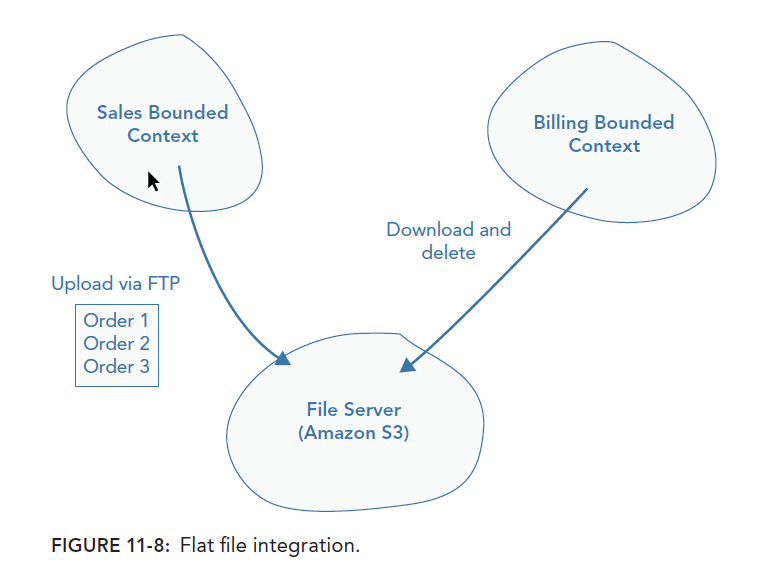 Sales Bounded
Context
Billing Bounded
Context
Download and
delete
Upload via FTP
Order 1
Order 2
Order 3
File Server
(Amazon S3)
FIGURE 11-8: Flat file integration.